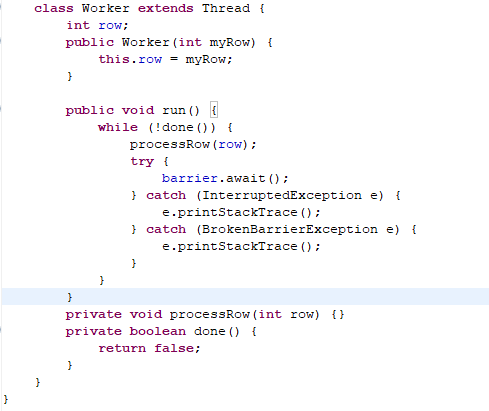 class Worker extends Thread {
        int row;
        public Worker(int myRow) {
            this.row = myRow;
        }

        public void run() {
            while (!done()) {
                processRow(row);
                try {
                    barrier.await();
                } catch (InterruptedException e) {
                    e.printStackTrace();
                } catch (BrokenBarrierException e) {
                    e.printStackTrace();
                }
            }
        }
        private void processRow(int row) {}
        private boolean done() {
            return false;
        }
    }
}